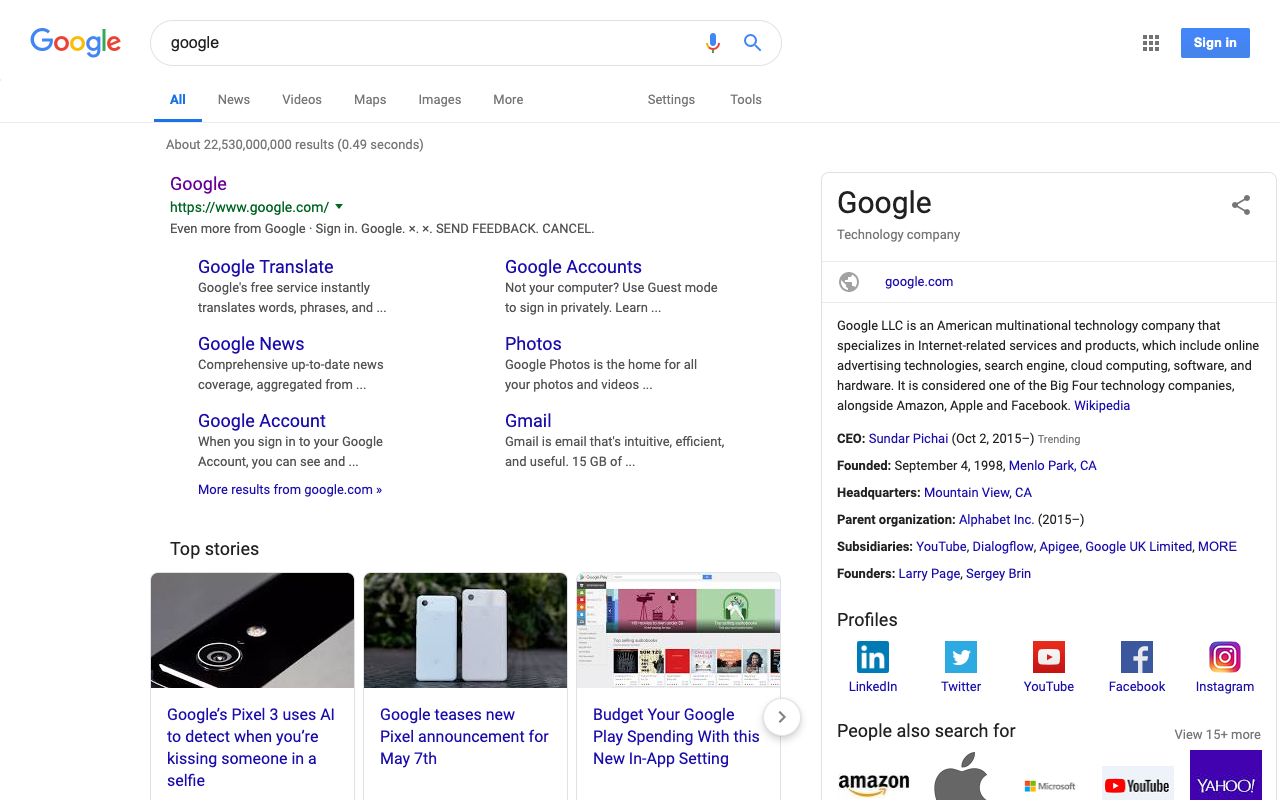 Google
google
Sign in
All
News
Videos
Maps
Images
More
Settings
Tools
About 22,530,000,000 results (0.49 seconds)
Google
https://www.google.com/
Even more from Google · Sign in. Google. ×. ×. SEND FEEDBACK. CANCEL.
Google Translate
Google's free service instantly
translates words, phrases, and ...
Google Accounts
Not your computer? Use Guest mode
to sign in privately. Learn ...
Google News
Comprehensive up-to-date news
coverage, aggregated from ...
Photos
Google Photos is the home for all
your photos and videos ...
Google Account
When you sign in to your Google
Account, you can see and ...
Gmail
Gmail is email that's intuitive, efficient,
and useful. 15 GB of ...
More results from google.com »
Top stories
Google's Pixel 3 uses AI
to detect when you're
kissing someone in a
selfie
Google teases new
Pixel announcement for
May 7th
Google Play
Top selling audiobooks
Budget Your Google
Play Spending With this
New In-App Setting
Google
Technology company
google.com
Google LLC is an American multinational technology company that
specializes in Internet-related services and products, which include online
advertising technologies, search engine, cloud computing, software, and
hardware. It is considered one of the Big Four technology companies,
alongside Amazon, Apple and Facebook. Wikipedia
CEO: Sundar Pichai (Oct 2, 2015–) Trending
Founded: September 4, 1998, Menlo Park, CA
Headquarters: Mountain View, CA
Parent organization: Alphabet Inc. (2015–)
Subsidiaries: YouTube, Dialogflow, Apigee, Google UK Limited, MORE
Founders: Larry Page, Sergey Brin
Profiles
LinkedIn
Twitter
YouTube
Facebook
Instagram
People also search for
View 15+ more
amazon
Microsoft
YouTube
YAHOO!